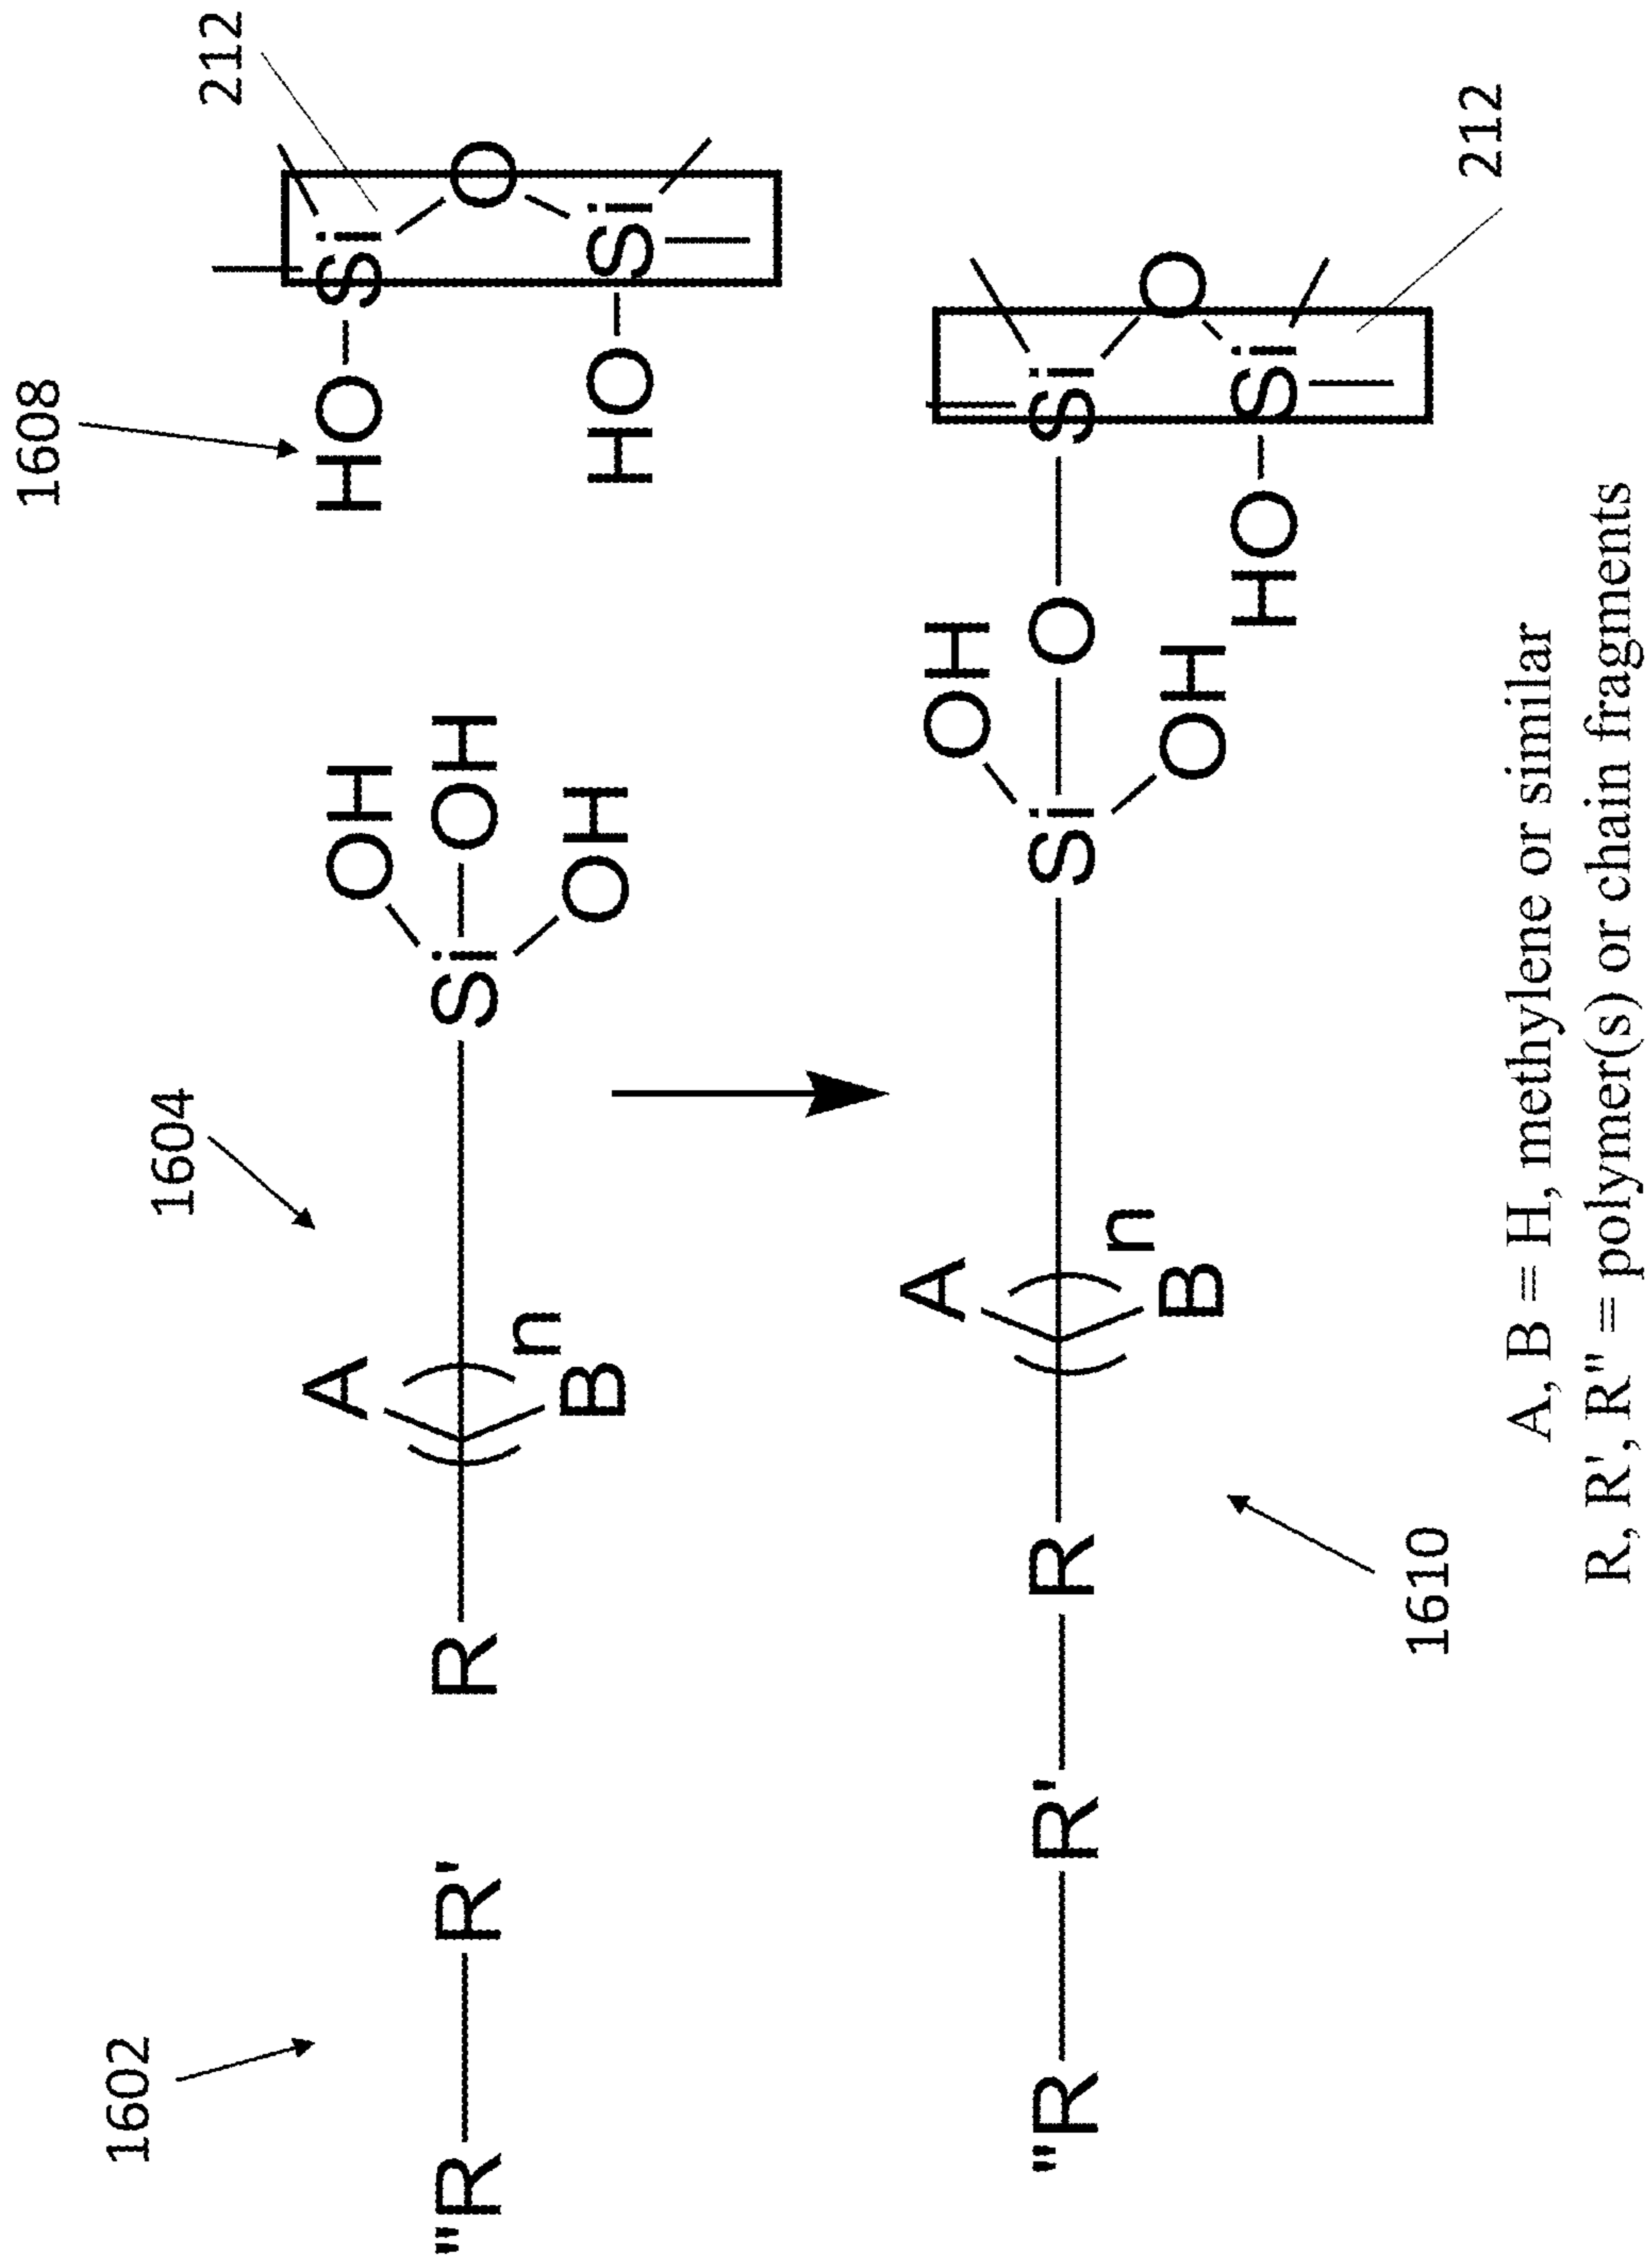 1602
1604
1608
212
"R
R'
R
A
B
n
Si
OH
OH
OH
HO
Si
O
HO
Si
"R
R'
R
A
B
n
Si
OH
OH
O
Si
O
HO
Si
1610
212
A, B = H, methylene or similar
R, R', R" = polymer(s) or chain fragments